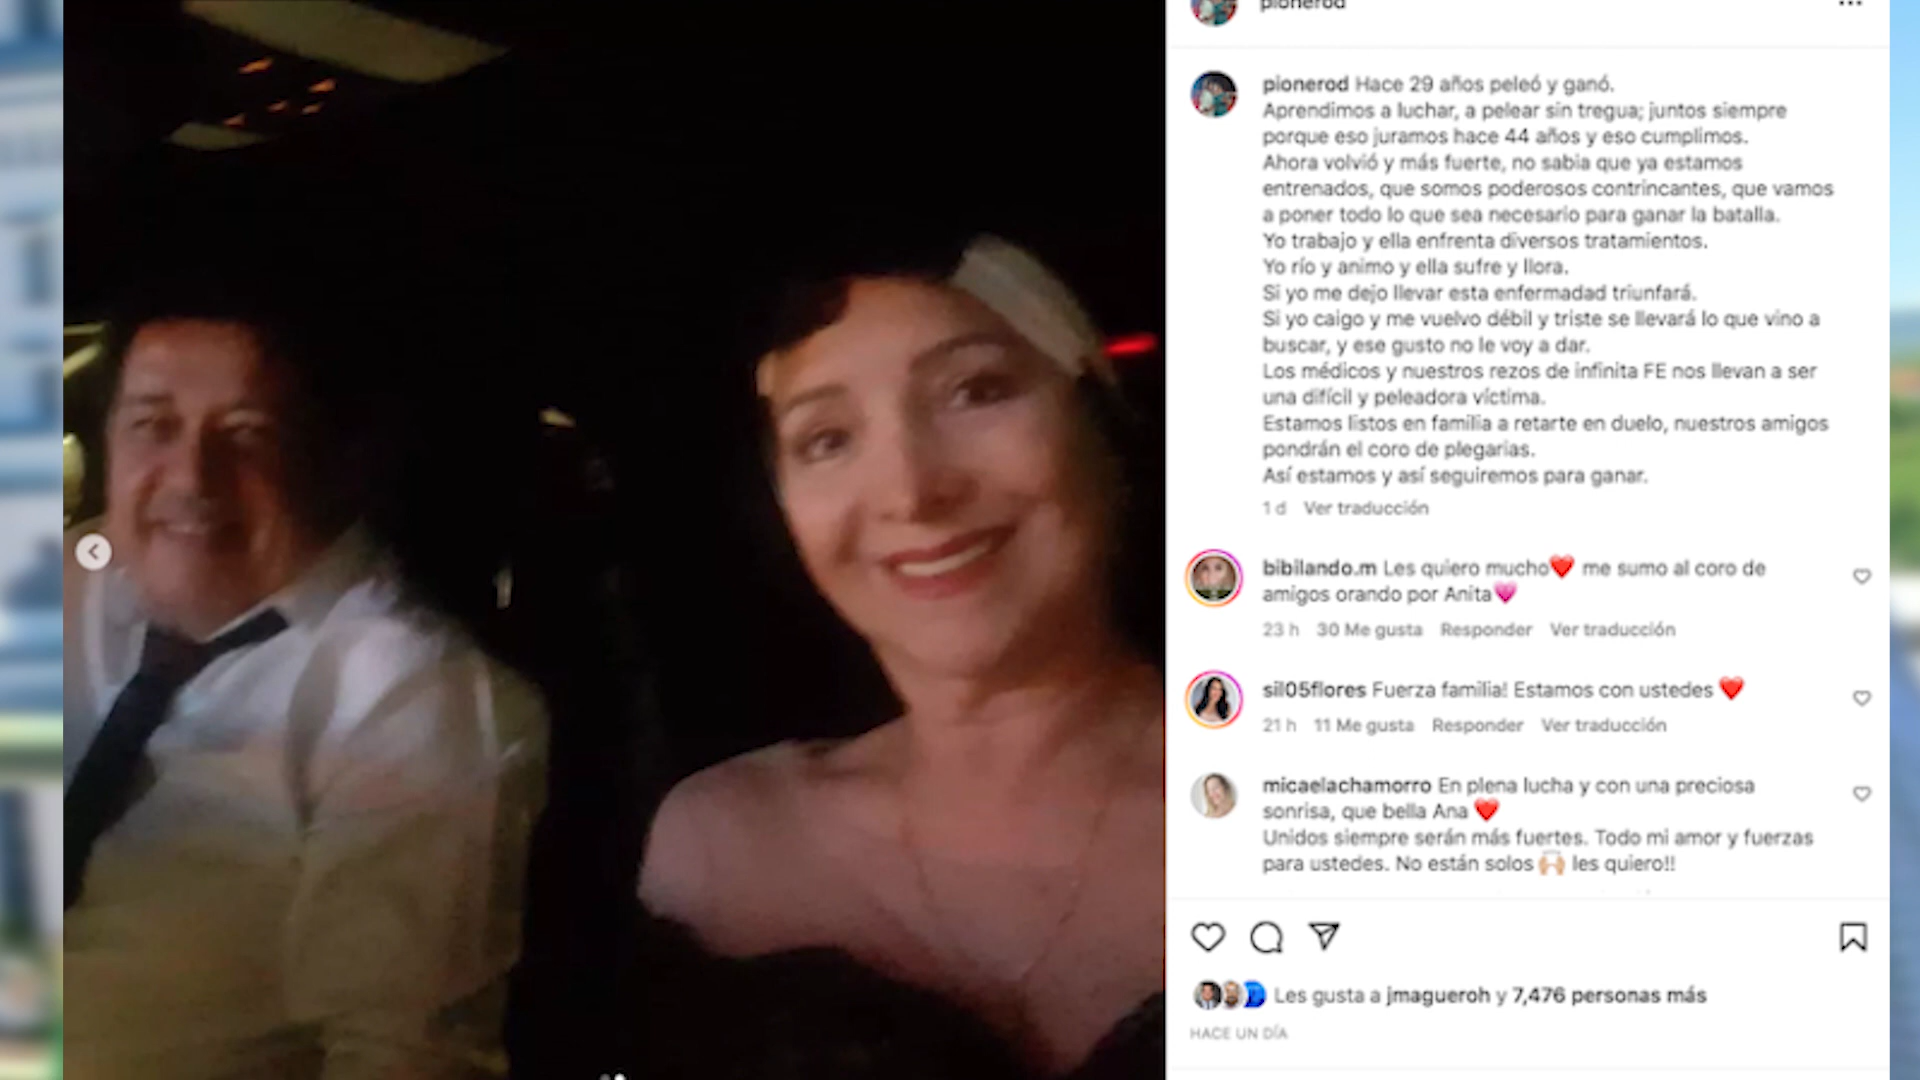 pionerod
pionerod Hace 29 años peleó y ganó.
Aprendimos a luchar, a pelear sin tregua; juntos siempre
porque eso juramos hace 44 años y eso cumplimos.
Ahora volvió y más fuerte, no sabia que ya estamos
entrenados, que somos poderosos contrincantes, que vamos
a poner todo lo que sea necesario para ganar la batalla.
Yo trabajo y ella enfrenta diversos tratamientos.
Yo río y animo y ella sufre y llora.
Si yo me dejo llevar esta enfermadad triunfará.
Si yo caigo y me vuelvo débil y triste se llevará lo que vino a
buscar, y ese gusto no le voy a dar.
Los médicos y nuestros rezos de infinita FE nos llevan a ser
una difícil y peleadora víctima.
Estamos listos en familia a retarte en duelo, nuestros amigos
pondrán el coro de plegarias.
Así estamos y así seguiremos para ganar.
1 d Ver traducción
bibilando.m Les quiero mucho❤️ me sumo al coro de
amigos orando por Anita💗
23 h 30 Me gusta Responder Ver traducción
sil05flores Fuerza familia! Estamos con ustedes ❤️
21 h 11 Me gusta Responder Ver traducción
micaelachamorro En plena lucha y con una preciosa
sonrisa, que bella Ana ❤️
Unidos siempre serán más fuertes. Todo mi amor y fuerzas
para ustedes. No están solos 🙌🏼 les quiero!!
Les gusta a jmagueroh y 7,476 personas más
HACE UN DÍA